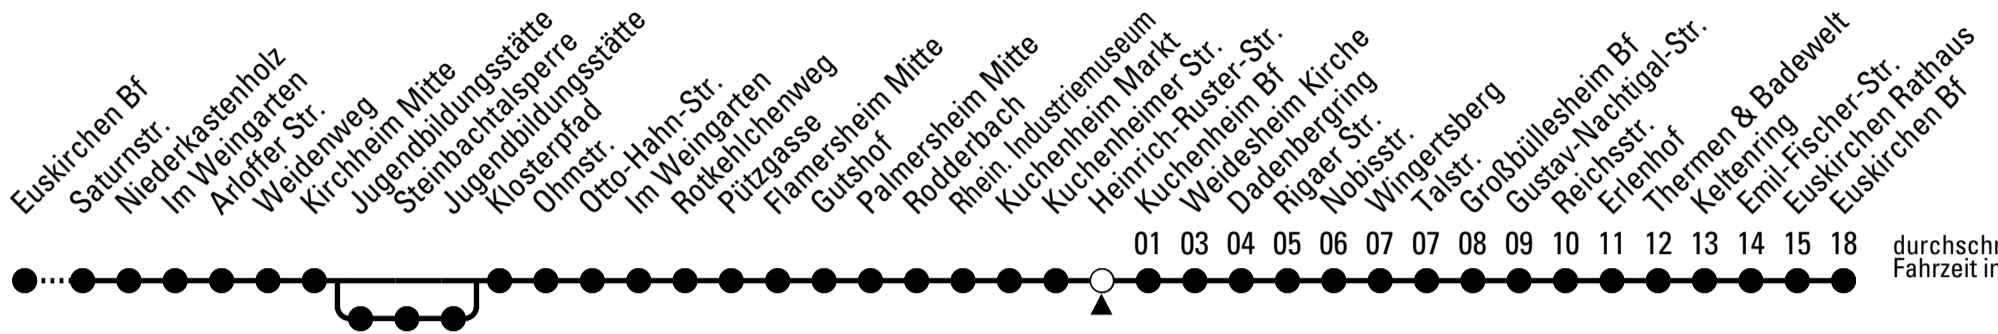 Euskirchen Bf
Saturnstr.
Niederkastenholz
Im Weingarten
Arloffer Str.
Weidenweg
Kirchheim Mitte
Jugendbildungsstätte
Steinbachtalsperre
Jugendbildungsstätte
Klosterpfad
Ohmstr.
Otto-Hahn-Str.
Im Weingarten
Rotkehlchenweg
Pützgasse
Flamersheim Mitte
Gutshof
Palmersheim Mitte
Rodderbach
Rhein. Industriemuseum
Kuchenheim Markt
Kuchenheimer Str.
Heinrich-Ruster-Str.
Kuchenheim Bf
Weidesheim Kirche
Dadenbergring
Rigaer Str.
Nobisstr.
Wingertsberg
Talstr.
Großbüllesheim Bf
Gustav-Nachtigal-Str.
Reichsstr.
Erlenhof
Thermen & Badewelt
Keltenring
Emil-Fischer-Str.
Euskirchen Rathaus
Euskirchen Bf
01 03 04 05 06 07 07 08 09 10 11 12 13 14 15 18
durchschn
Fahrzeit in